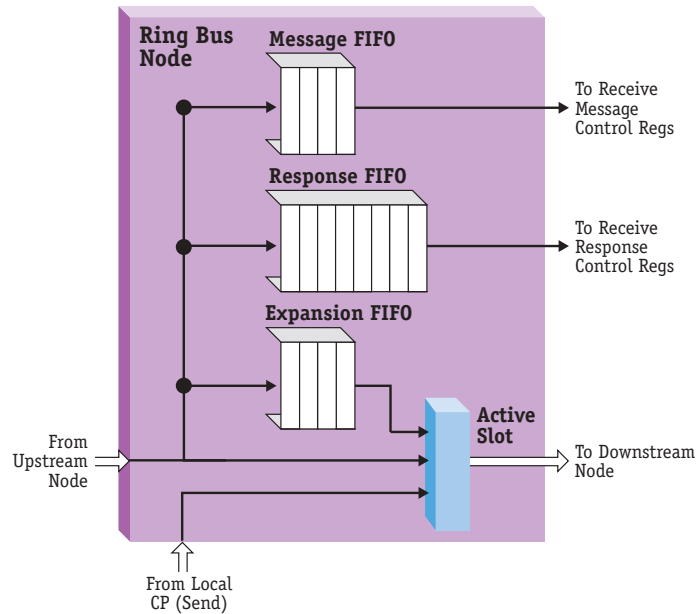 Ring Bus
Node
Message FIFO
To Receive
Message
Control Regs
Response FIFO
To Receive
Response
Control Regs
Expansion FIFO
Active
Slot
From
Upstream
Node
To Downstream
Node
From Local
CP (Send)